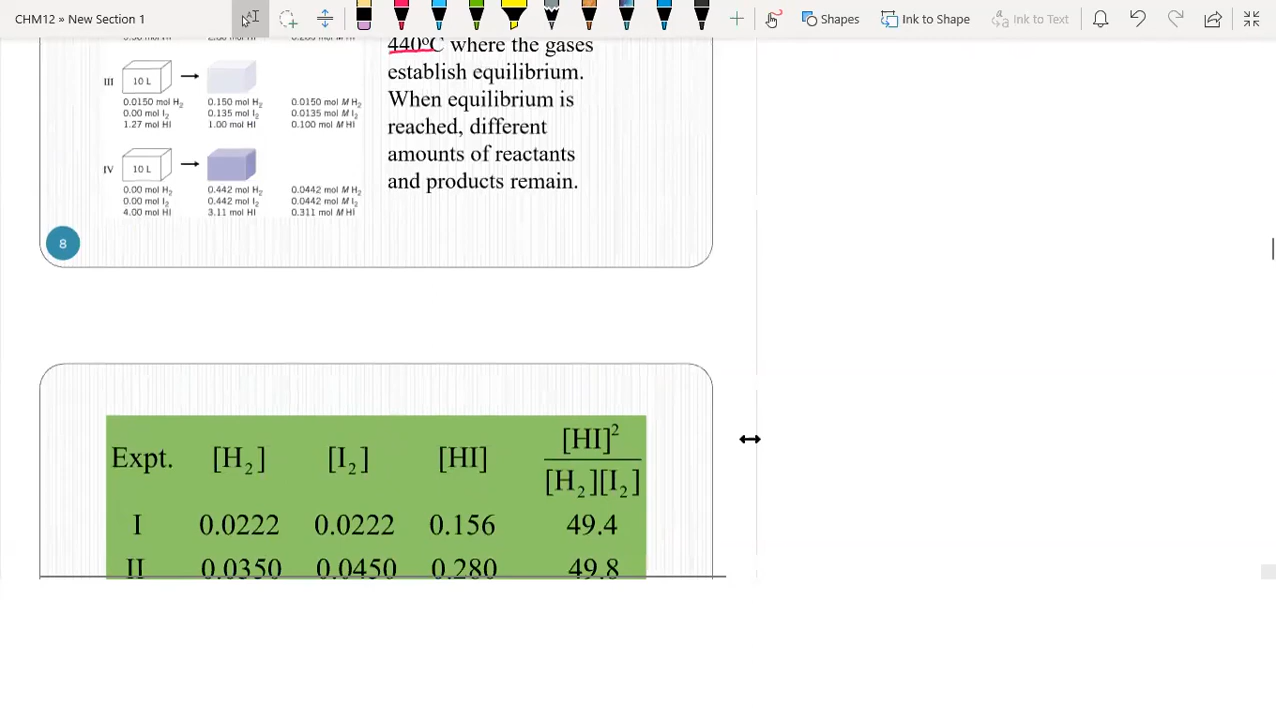 CHM12 » New Section 1
Shapes
Ink to Shape
Ink to Text
440°C where the gases
establish equilibrium.
When equilibrium is
reached, different
amounts of reactants
and products remain.
III
10 L
0.0150 mol H₂ 0.150 mol H₂ 0.0150 mol M H₂
0.00 mol I₂ 0.135 mol I₂ 0.0135 mol M I₂
1.27 mol HI 1.00 mol HI 0.100 mol M HI
IV
10 L
0.00 mol H₂ 0.442 mol H₂ 0.0442 mol M H₂
0.00 mol I₂ 0.442 mol I₂ 0.0442 mol M I₂
4.00 mol HI 3.11 mol HI 0.311 mol M HI
8
Expt. [H₂] [I₂] [HI] [HI]²
[H₂][I₂]
I 0.0222 0.0222 0.156 49.4
II 0.0350 0.0450 0.280 49.8